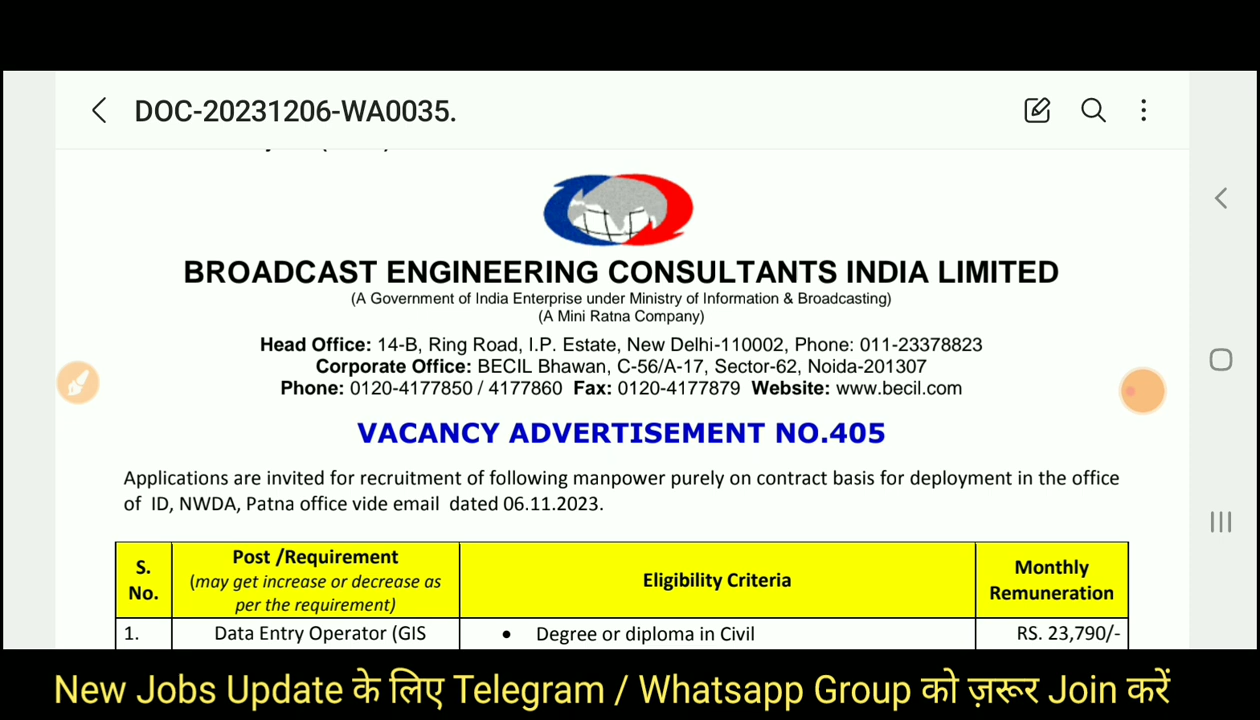 DOC-20231206-WA0035.
BROADCAST ENGINEERING CONSULTANTS INDIA LIMITED
(A Government of India Enterprise under Ministry of Information & Broadcasting)
(A Mini Ratna Company)
Head Office: 14-B, Ring Road, I.P. Estate, New Delhi-110002, Phone: 011-23378823
Corporate Office: BECIL Bhawan, C-56/A-17, Sector-62, Noida-201307
Phone: 0120-4177850 / 4177860 Fax: 0120-4177879 Website: www.becil.com
VACANCY ADVERTISEMENT NO.405
Applications are invited for recruitment of following manpower purely on contract basis for deployment in the office
of ID, NWDA, Patna office vide email dated 06.11.2023.
S. No.
Post /Requirement
(may get increase or decrease as
per the requirement)
Eligibility Criteria
Monthly
Remuneration
1.
Data Entry Operator (GIS
• Degree or diploma in Civil
RS. 23,790/-
New Jobs Update के लिए Telegram / Whatsapp Group को ज़रूर Join करें